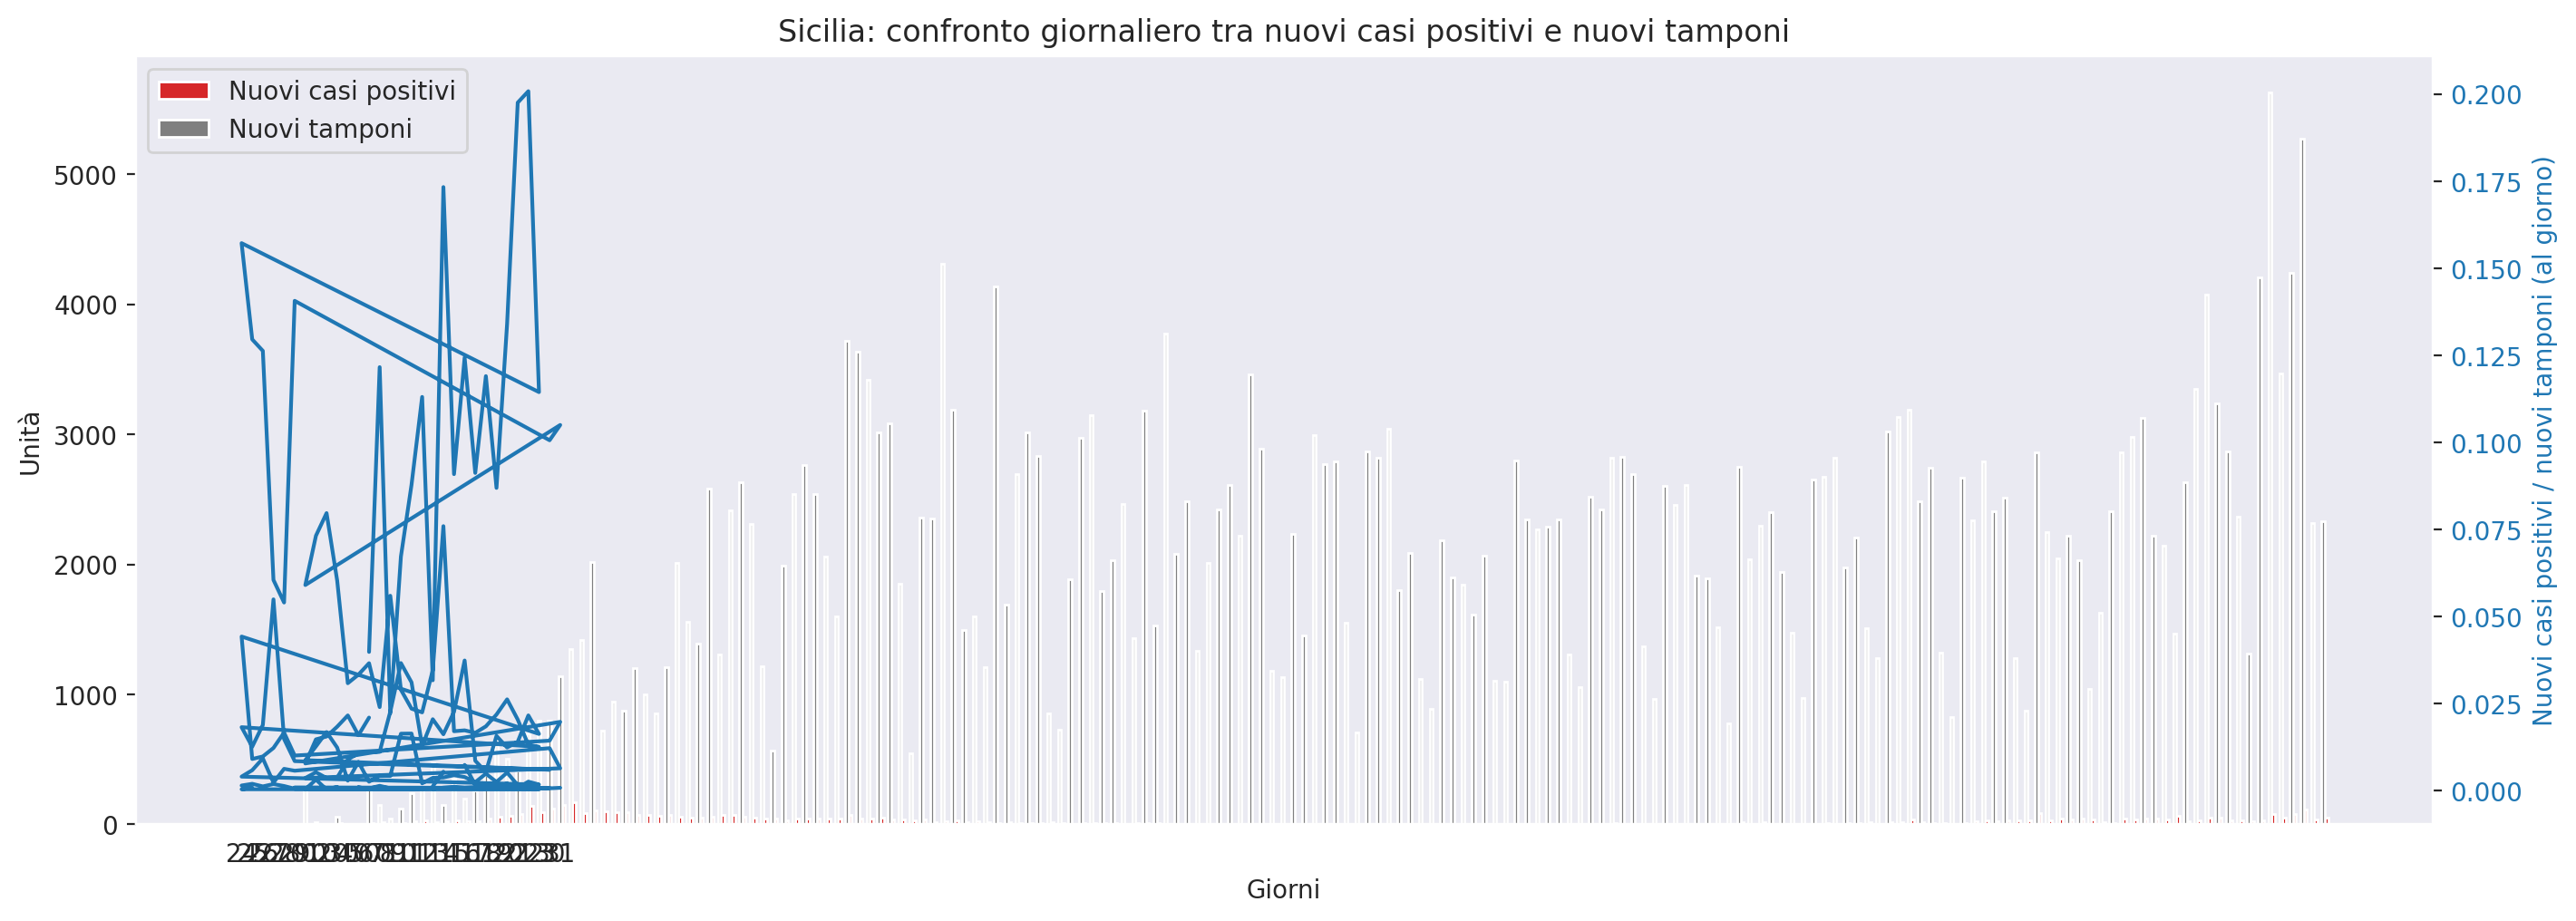 Sicilia: confronto giornaliero tra nuovi casi positivi e nuovi tamponi
Nuovi casi positivi
Nuovi tamponi
5000
4000
3000
2000
1000
0
Unità
0.200
0.175
0.150
0.125
0.100
0.075
0.050
0.025
0.000
Nuovi casi positivi / nuovi tamponi (al giorno)
Giorni